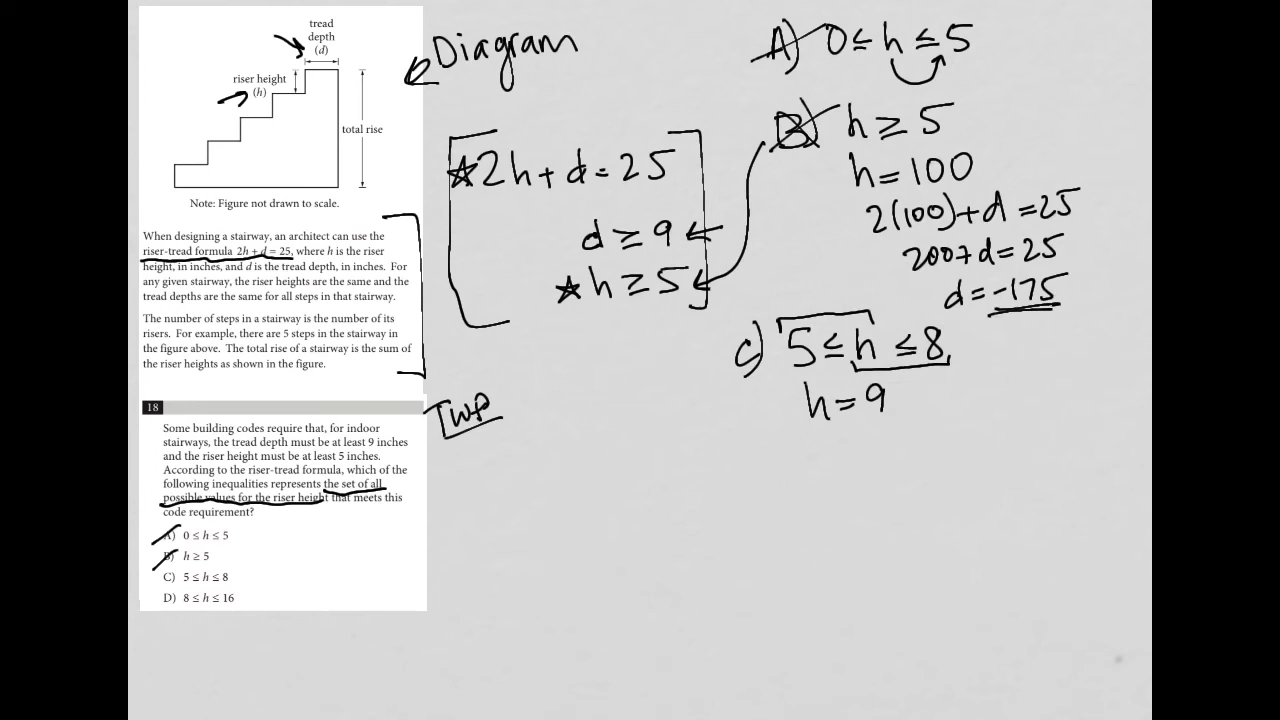 tread
depth
(d)
riser height
(h)
total rise
Note: Figure not drawn to scale.
When designing a stairway, an architect can use the
riser-tread formula 2h + d = 25, where h is the riser
height, in inches, and d is the tread depth, in inches. For
any given stairway, the riser heights are the same and the
tread depths are the same for all steps in that stairway.
The number of steps in a stairway is the number of its
risers. For example, there are 5 steps in the stairway in
the figure above. The total rise of a stairway is the sum of
the riser heights as shown in the figure.
18
Some building codes require that, for indoor
stairways, the tread depth must be at least 9 inches
and the riser height must be at least 5 inches.
According to the riser-tread formula, which of the
following inequalities represents the set of all
possible values for the riser height that meets this
code requirement?
A) 0 ≤ h ≤ 5
B) h ≥ 5
C) 5 ≤ h ≤ 8
D) 8 ≤ h ≤ 16
Diagram
2h + d = 25
d ≥ 9
h ≥ 5
WP
A) 0 ≤ h ≤ 5
B) h ≥ 5
h = 100
2(100) + d = 25
200 + d = 25
d = -175
C) 5 ≤ h ≤ 8
h = 9